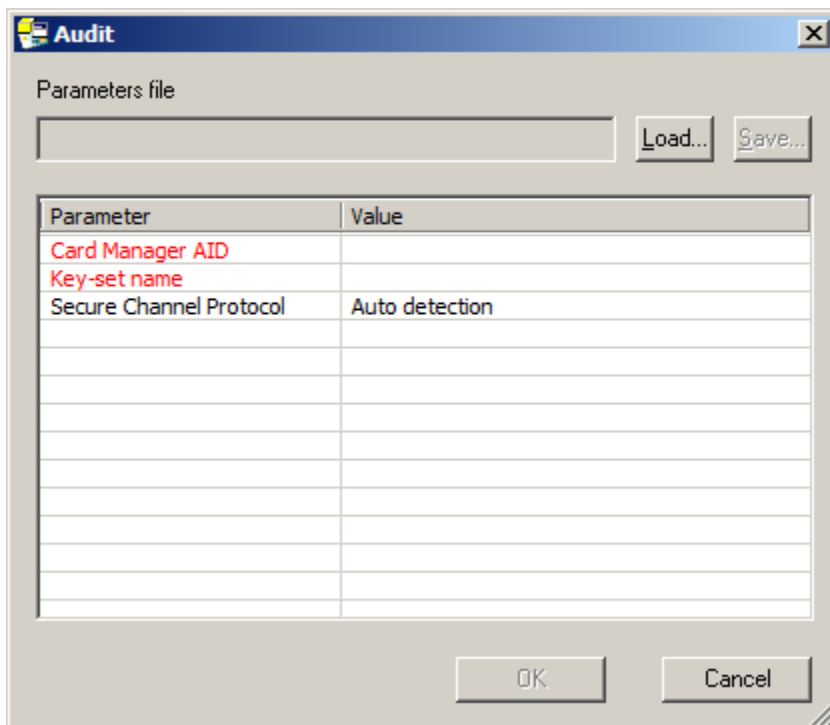 Audit
Parameters file
Load... Save...
Parameter Value
Card Manager AID
Key-set name
Secure Channel Protocol Auto detection
OK Cancel